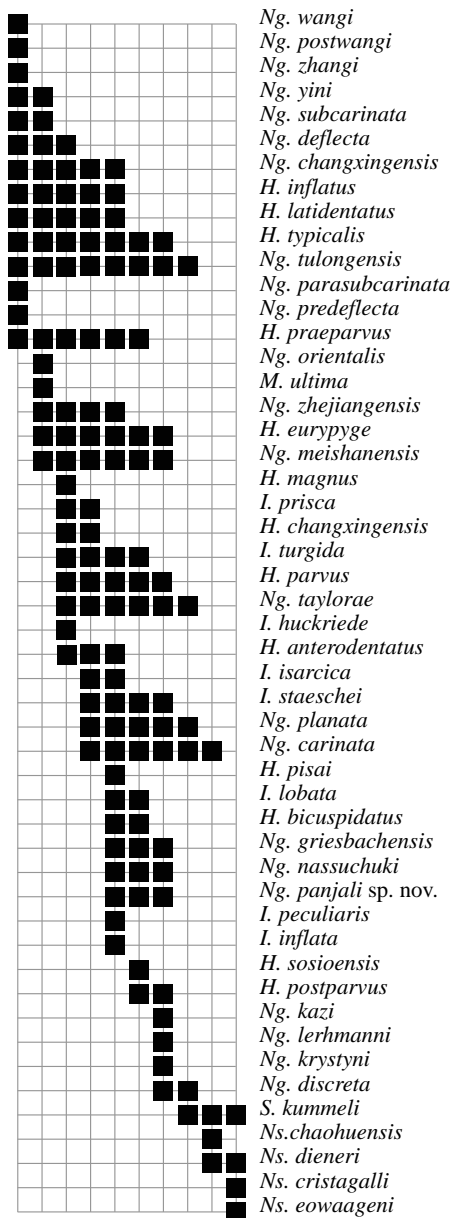 Ng. wangi
Ng. postwangi
Ng. zhangi
Ng. yini
Ng. subcarinata
Ng. deflecta
Ng. changxingensis
H. inflatus
H. latidentatus
H. typicalis
Ng. tulongensis
Ng. parasubcarinata
Ng. predeflecta
H. praeparvus
Ng. orientalis
M. ultima
Ng. zhejiangensis
H. eurypyge
Ng. meishanensis
H. magnus
I. prisca
H. changxingensis
I. turgida
H. parvus
Ng. taylorae
I. huckriede
H. anterodentatus
I. isarcica
I. staeschei
Ng. planata
Ng. carinata
H. pisai
I. lobata
H. bicuspidatus
Ng. griesbachensis
Ng. nassuchuki
Ng. panjali sp. nov.
I. peculiaris
I. inflata
H. sosioensis
H. postparvus
Ng. kazi
Ng. lerhmanni
Ng. krystyni
Ng. discreta
S. kummeli
Ns.chaohuensis
Ns. dieneri
Ns. cristagalli
Ns. eowaageni